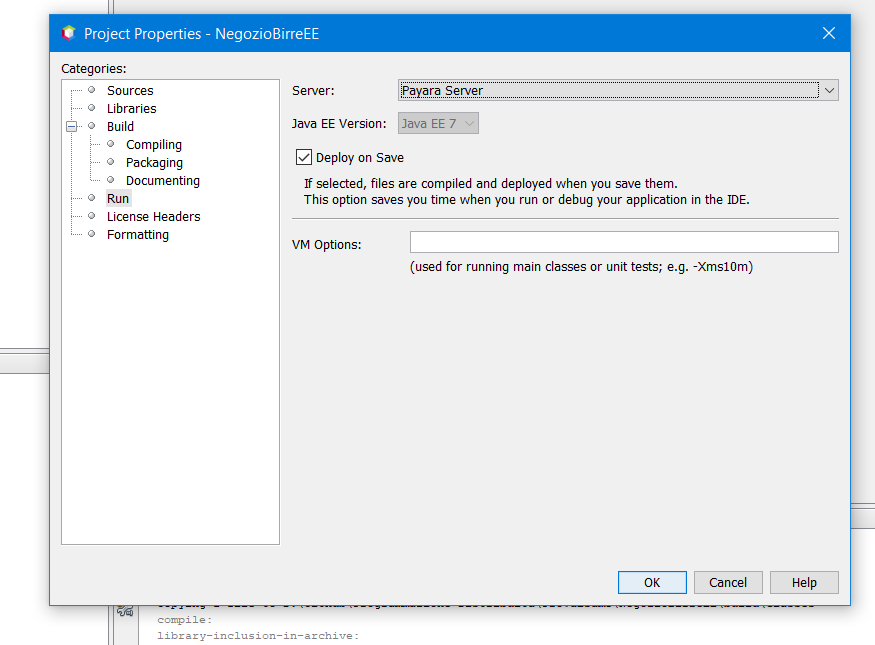 Project Properties - NegozioBirreEE
Categories:
Sources
Libraries
Build
Compiling
Packaging
Documenting
Run
License Headers
Formatting
Server:
Payara Server
Java EE Version:
Java EE 7
Deploy on Save
If selected, files are compiled and deployed when you save them.
This option saves you time when you run or debug your application in the IDE.
VM Options:
(used for running main classes or unit tests; e.g. -Xms10m)
OK
Cancel
Help
compile:
library-inclusion-in-archive: